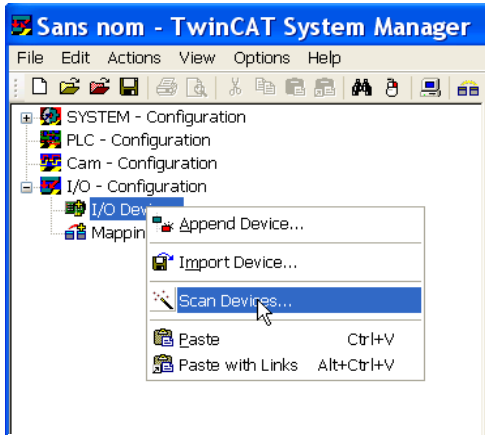 Sans nom - TwinCAT System Manager
File Edit Actions View Options Help
SYSTEM - Configuration
PLC - Configuration
Cam - Configuration
I/O - Configuration
I/O Dev
Mappin
Append Device...
Import Device...
Scan Devices...
Paste Ctrl+V
Paste with Links Alt+Ctrl+V